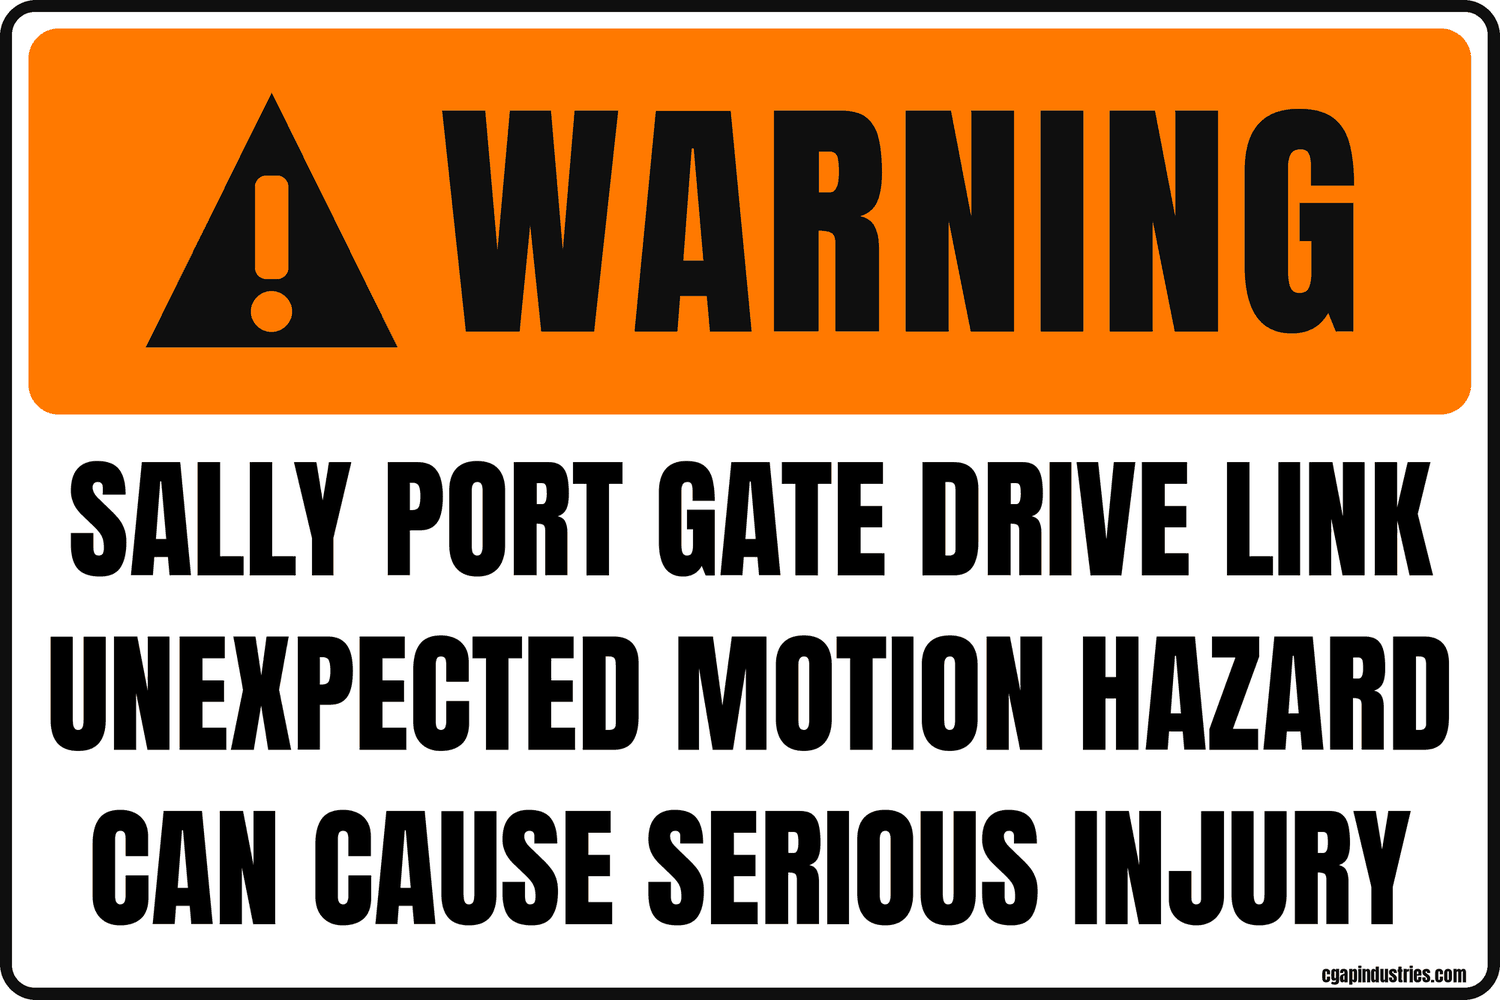 WARNING
SALLY PORT GATE DRIVE LINK
UNEXPECTED MOTION HAZARD
CAN CAUSE SERIOUS INJURY
cgapindustries.com